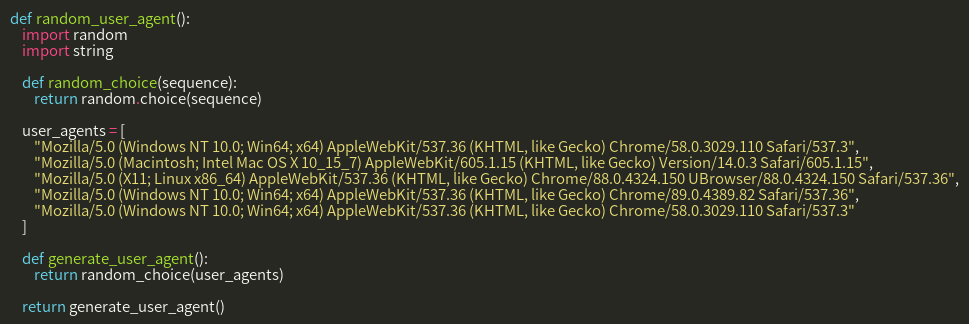 def random_user_agent():
import random
import string
def random_choice(sequence):
return random.choice(sequence)
user_agents = [
"Mozilla/5.0 (Windows NT 10.0; Win64; x64) AppleWebKit/537.36 (KHTML, like Gecko) Chrome/58.0.3029.110 Safari/537.3",
"Mozilla/5.0 (Macintosh; Intel Mac OS X 10_15_7) AppleWebKit/605.1.15 (KHTML, like Gecko) Version/14.0.3 Safari/605.1.15",
"Mozilla/5.0 (X11; Linux x86_64) AppleWebKit/537.36 (KHTML, like Gecko) Chrome/88.0.4324.150 UBrowser/88.0.4324.150 Safari/537.36",
"Mozilla/5.0 (Windows NT 10.0; Win64; x64) AppleWebKit/537.36 (KHTML, like Gecko) Chrome/89.0.4389.82 Safari/537.36",
"Mozilla/5.0 (Windows NT 10.0; Win64; x64) AppleWebKit/537.36 (KHTML, like Gecko) Chrome/58.0.3029.110 Safari/537.3"
]
def generate_user_agent():
return random_choice(user_agents)
return generate_user_agent()